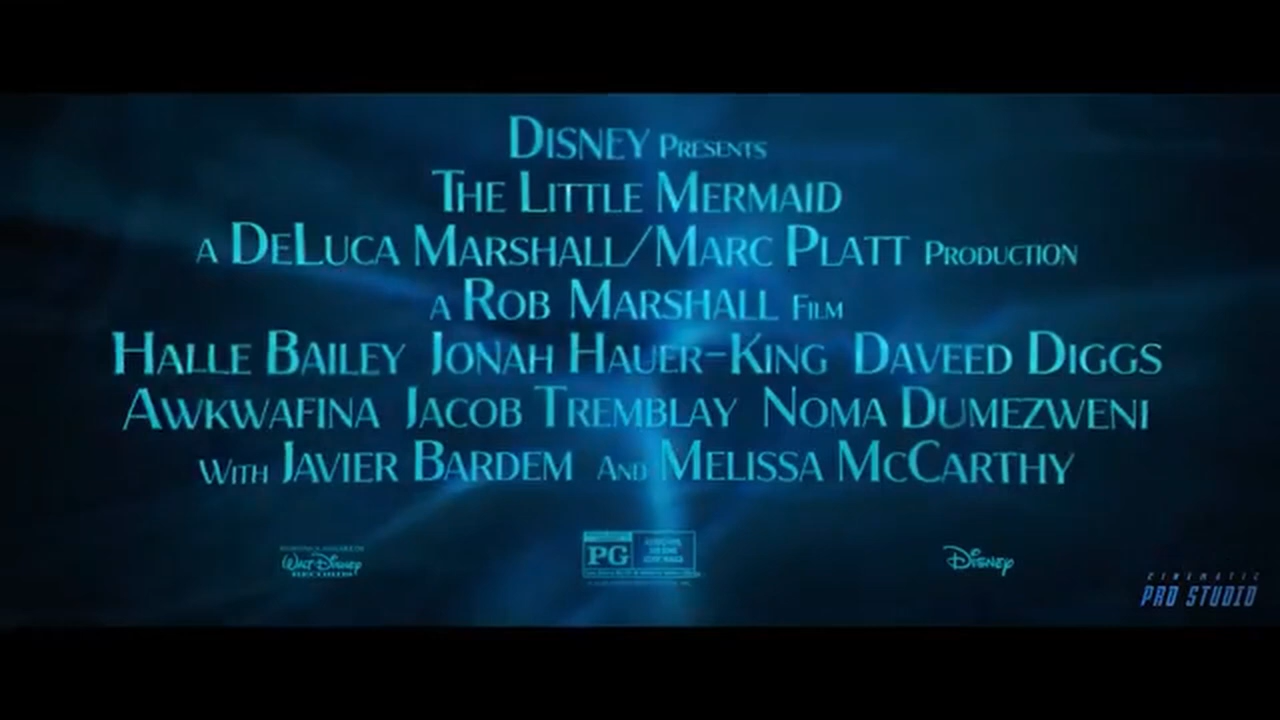 DISNEY PRESENTS
THE LITTLE MERMAID
A DELUCA MARSHALL/MARC PLATT PRODUCTION
A ROB MARSHALL FILM
HALLE BAILEY JONAH HAUER-KING DAVEED DIGGS
AWKWAFINA JACOB TREMBLAY NOMA DUMEZWENI
WITH JAVIER BARDEM AND MELISSA MCCARTHY
WALT DISNEY
RECORDS
PG
DISNEY
CINEMATIC
PRO STUDIO